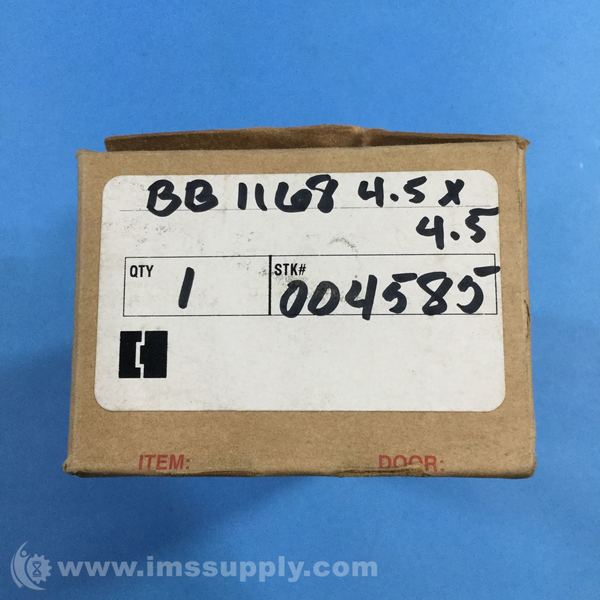 BB 1168 4.5 x
4.5
QTY 1 STK# 004585
ITEM: DOOR:
www.imssupply.com